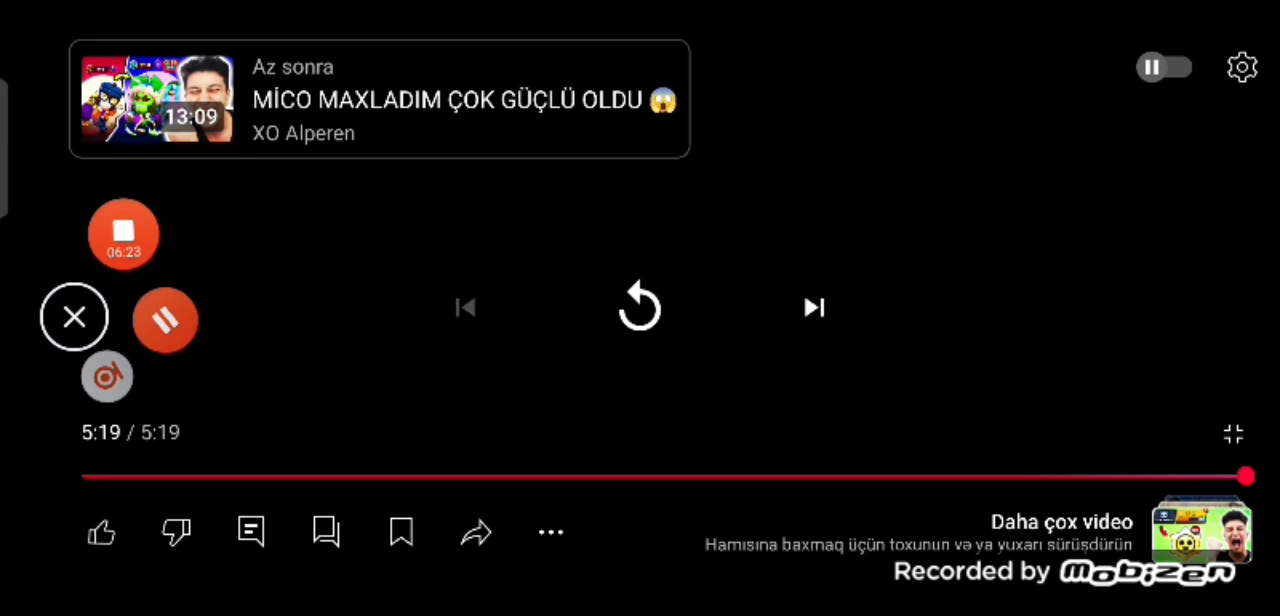 Az sonra
MİCO MAXLADIM ÇOK GÜÇLÜ OLDU 😱
XO Alperen
13:09
06:23
5:19 / 5:19
Daha çox video
Hamısına baxmaq üçün toxunun və ya yuxarı sürüşdürün
Recorded by Mobizen